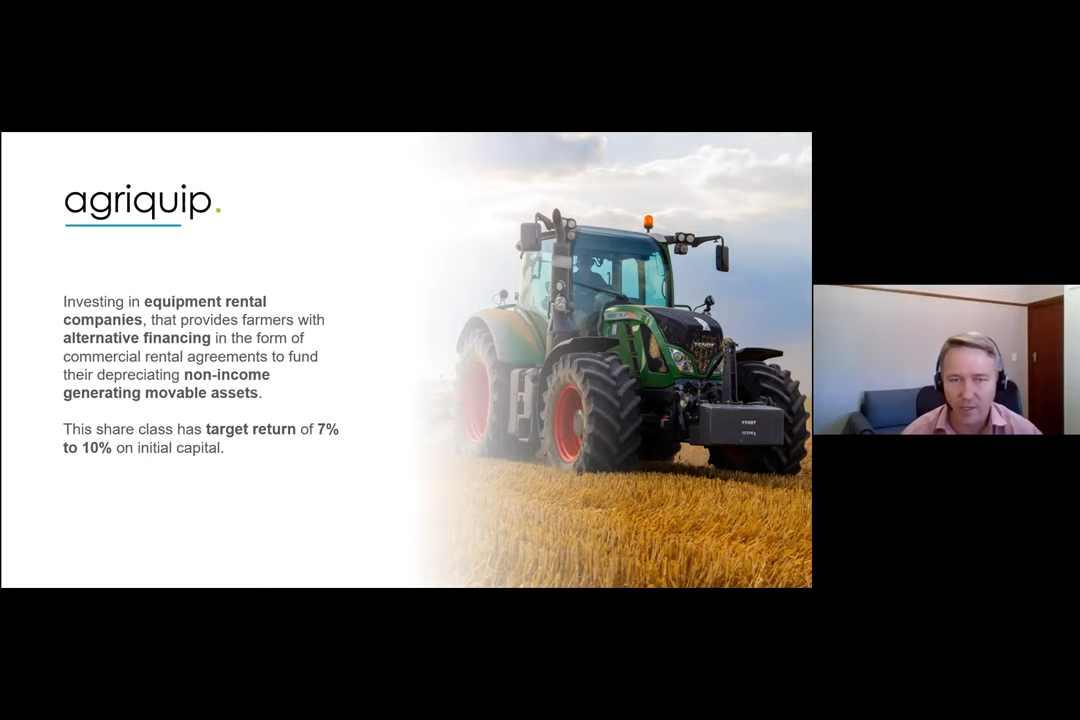 agriquip.
Investing in equipment rental
companies, that provides farmers with
alternative financing in the form of
commercial rental agreements to fund
their depreciating non-income
generating movable assets.
This share class has target return of 7%
to 10% on initial capital.
FENDT
FENDT